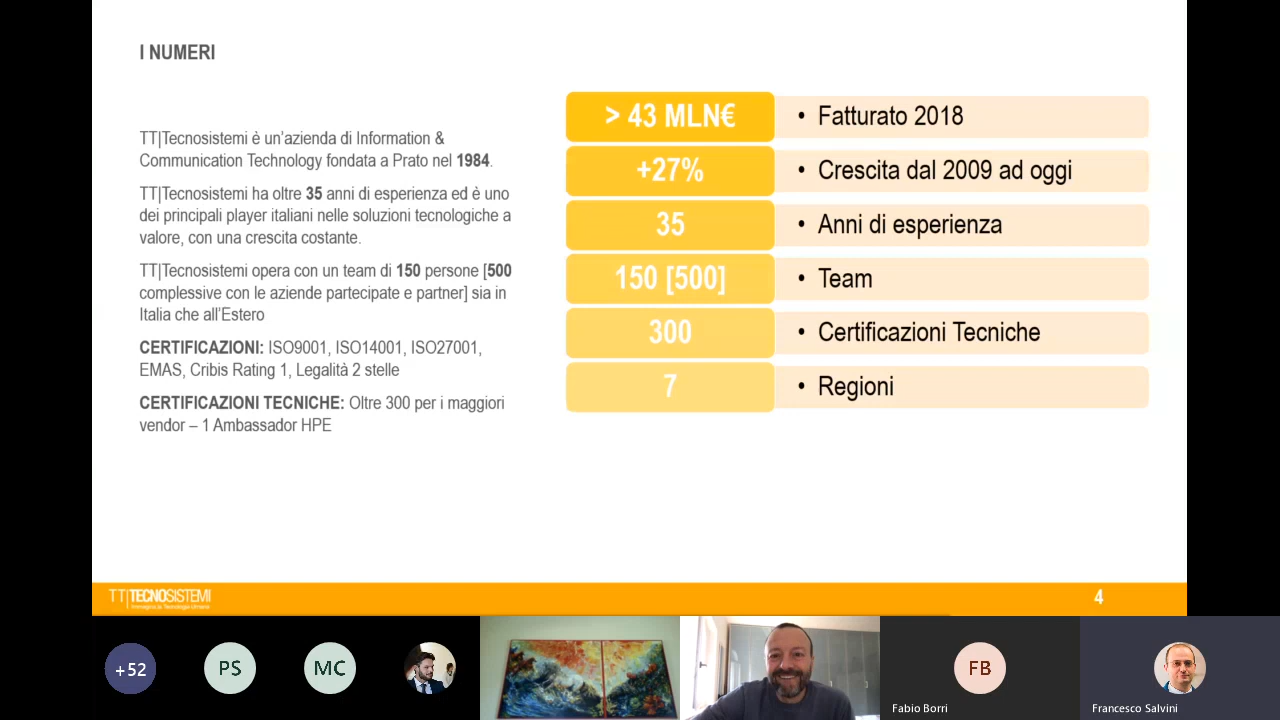 I NUMERI
TT|Tecnosistemi è un'azienda di Information &
Communication Technology fondata a Prato nel 1984.
TT|Tecnosistemi ha oltre 35 anni di esperienza ed è uno
dei principali player italiani nelle soluzioni tecnologiche a
valore, con una crescita costante.
TT|Tecnosistemi opera con un team di 150 persone [500
complessive con le aziende partecipate e partner] sia in
Italia che all'Estero
CERTIFICAZIONI: ISO9001, ISO14001, ISO27001,
EMAS, Cribis Rating 1, Legalità 2 stelle
CERTIFICAZIONI TECNICHE: Oltre 300 per i maggiori
vendor – 1 Ambassador HPE
> 43 MLN€ • Fatturato 2018
+27% • Crescita dal 2009 ad oggi
35 • Anni di esperienza
150 [500] • Team
300 • Certificazioni Tecniche
7 • Regioni
TT|TECNOSISTEMI
4
+52
PS
MC
FB
Fabio Borri
Francesco Salvini